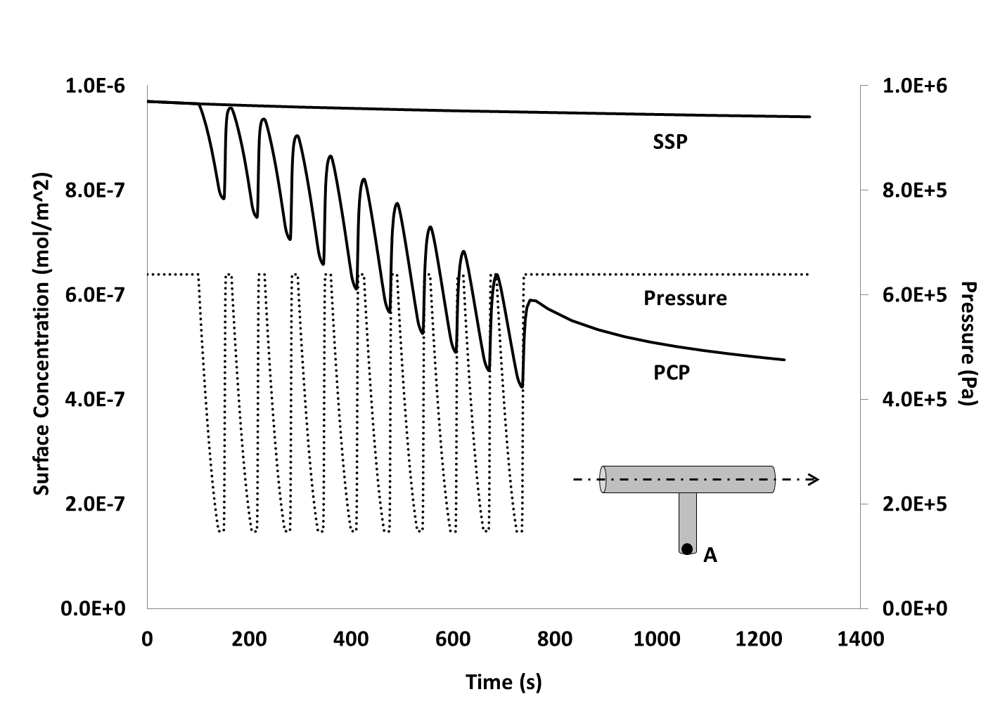 1.0E-6
8.0E-7
6.0E-7
4.0E-7
2.0E-7
0.0E+0
Surface Concentration (mol/m^2)
1.0E+6
8.0E+5
6.0E+5
4.0E+5
2.0E+5
0.0E+0
Pressure (Pa)
SSP
Pressure
PCP
A
0 200 400 600 800 1000 1200 1400
Time (s)